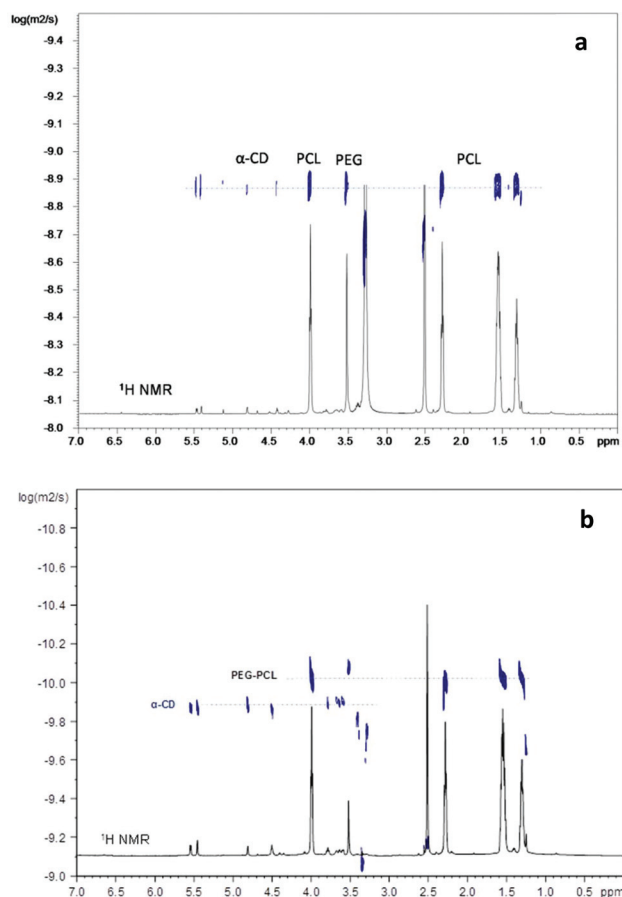 log(m2/s)
a
-9.4
-9.3
-9.2
-9.1
-9.0
α-CD PCL PEG PCL
-8.9
-8.8
-8.7
-8.6
-8.5
-8.4
-8.3
-8.2
¹H NMR
-8.1
-8.0
7.0 6.5 6.0 5.5 5.0 4.5 4.0 3.5 3.0 2.5 2.0 1.5 1.0 0.5 ppm
log(m2/s)
b
-10.8
-10.6
-10.4
-10.2
PEG-PCL
-10.0
α-CD
-9.8
-9.6
-9.4
-9.2
¹H NMR
-9.0
7.0 6.5 6.0 5.5 5.0 4.5 4.0 3.5 3.0 2.5 2.0 1.5 1.0 0.5 ppm